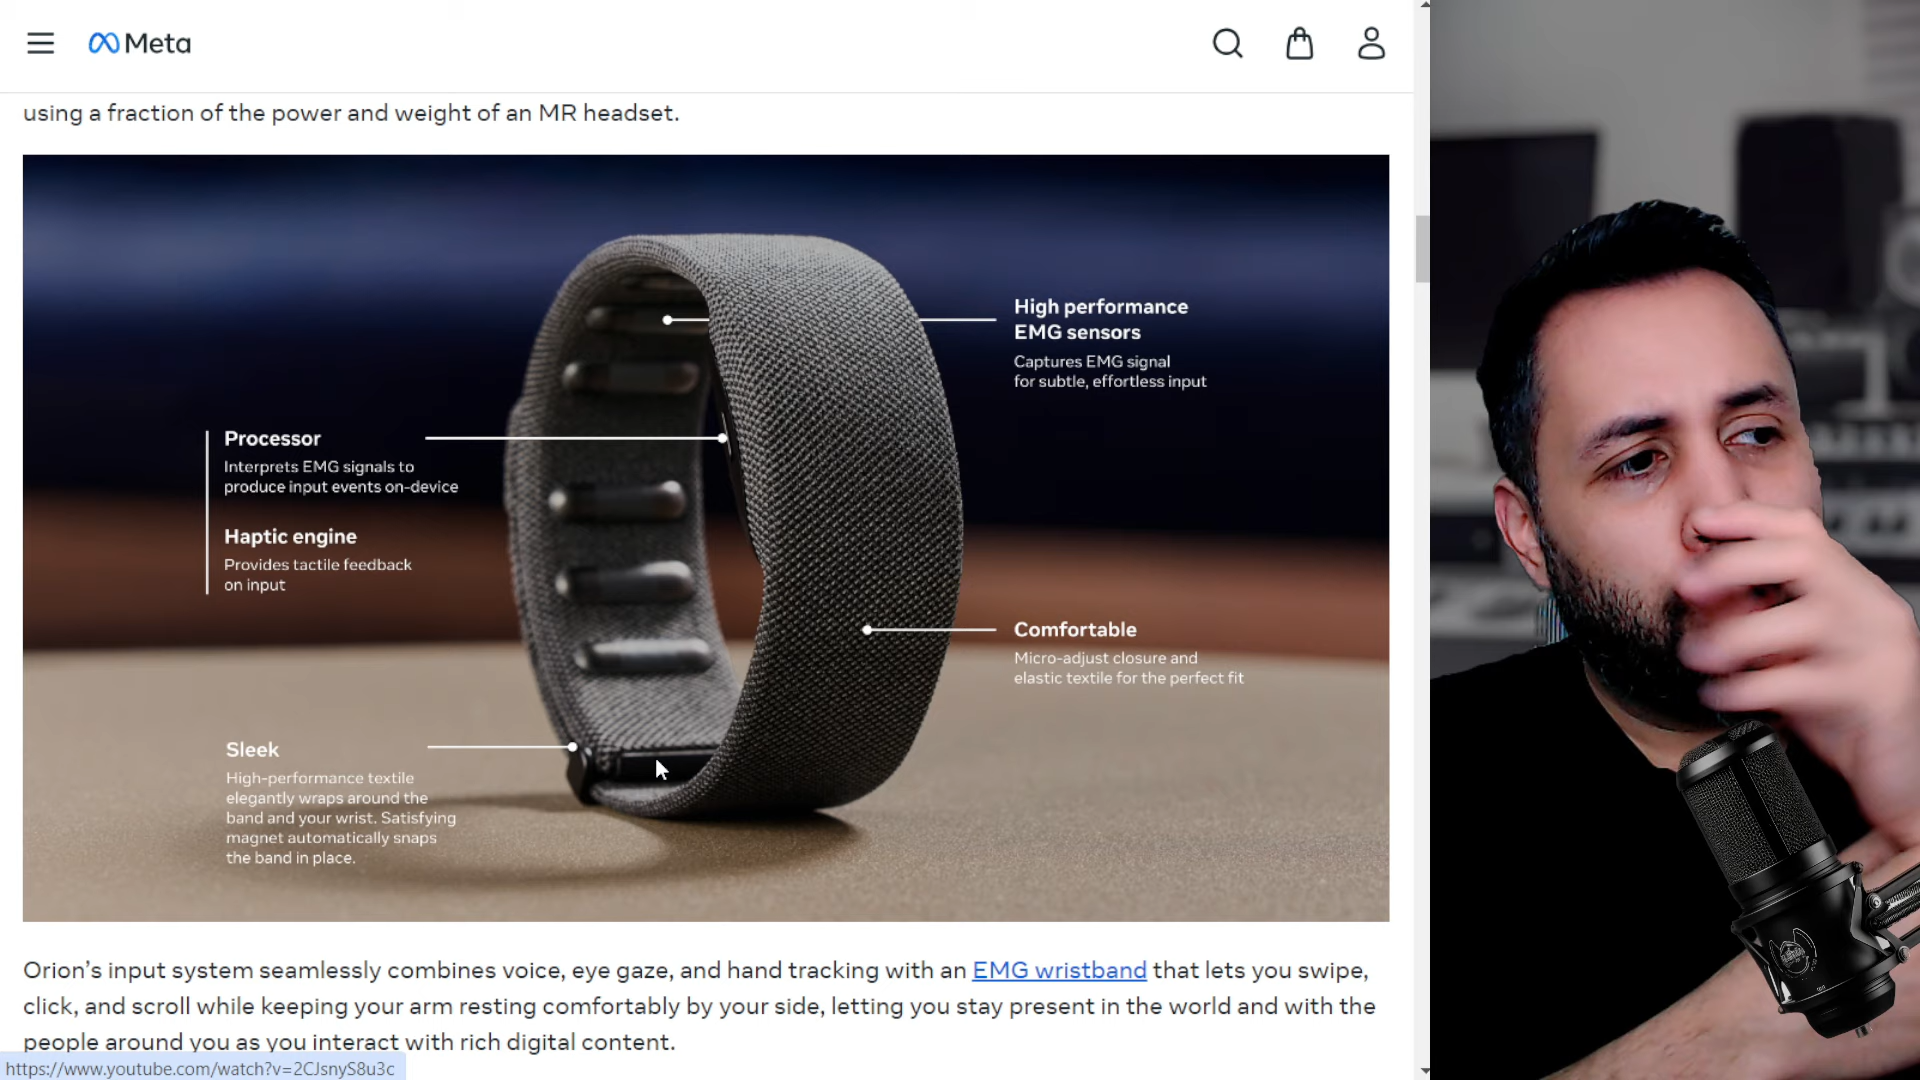 Meta
using a fraction of the power and weight of an MR headset.
High performance
EMG sensors
Captures EMG signal
for subtle, effortless input
Processor
Interprets EMG signals to
produce input events on-device
Haptic engine
Provides tactile feedback
on input
Comfortable
Micro-adjust closure and
elastic textile for the perfect fit
Sleek
High-performance textile
elegantly wraps around the
band and your wrist. Satisfying
magnet automatically snaps
the band in place.
Orion’s input system seamlessly combines voice, eye gaze, and hand tracking with an EMG wristband that lets you swipe,
click, and scroll while keeping your arm resting comfortably by your side, letting you stay present in the world and with the
people around you as you interact with rich digital content.
https://www.youtube.com/watch?v=2CJsnyS8u3c